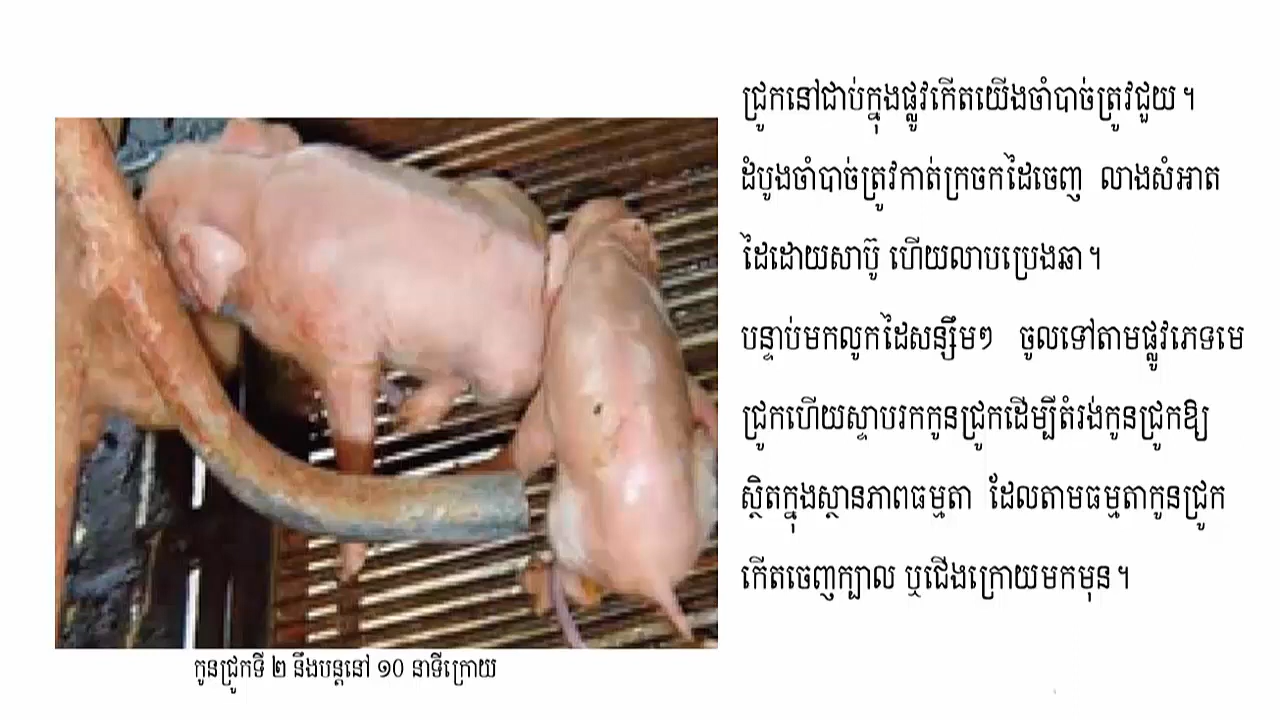 ជ្រូកនៅជាប់ក្នុងផ្លូវកើតយើងចាំបាច់ត្រូវជួយ។
ដំបូងចាំបាច់ត្រូវកាត់ក្រចកដៃចេញ លាងសំអាត
ដៃដោយសាប៊ូ ហើយលាបប្រេងឆា។
បន្ទាប់មកលូកដៃសន្សឹមៗ ចូលទៅតាមផ្លូវភេទមេ
ជ្រូកហើយស្ទាបរកកូនជ្រូកដើម្បីតំរង់កូនជ្រូកឱ្យ
ស្ថិតក្នុងស្ថានភាពធម្មតា ដែលតាមធម្មតាកូនជ្រូក
កើតចេញក្បាល ឬជើងក្រោយមកមុន។
កូនជ្រូកទី ២ នឹងបន្តនៅ ១០ នាទីក្រោយ